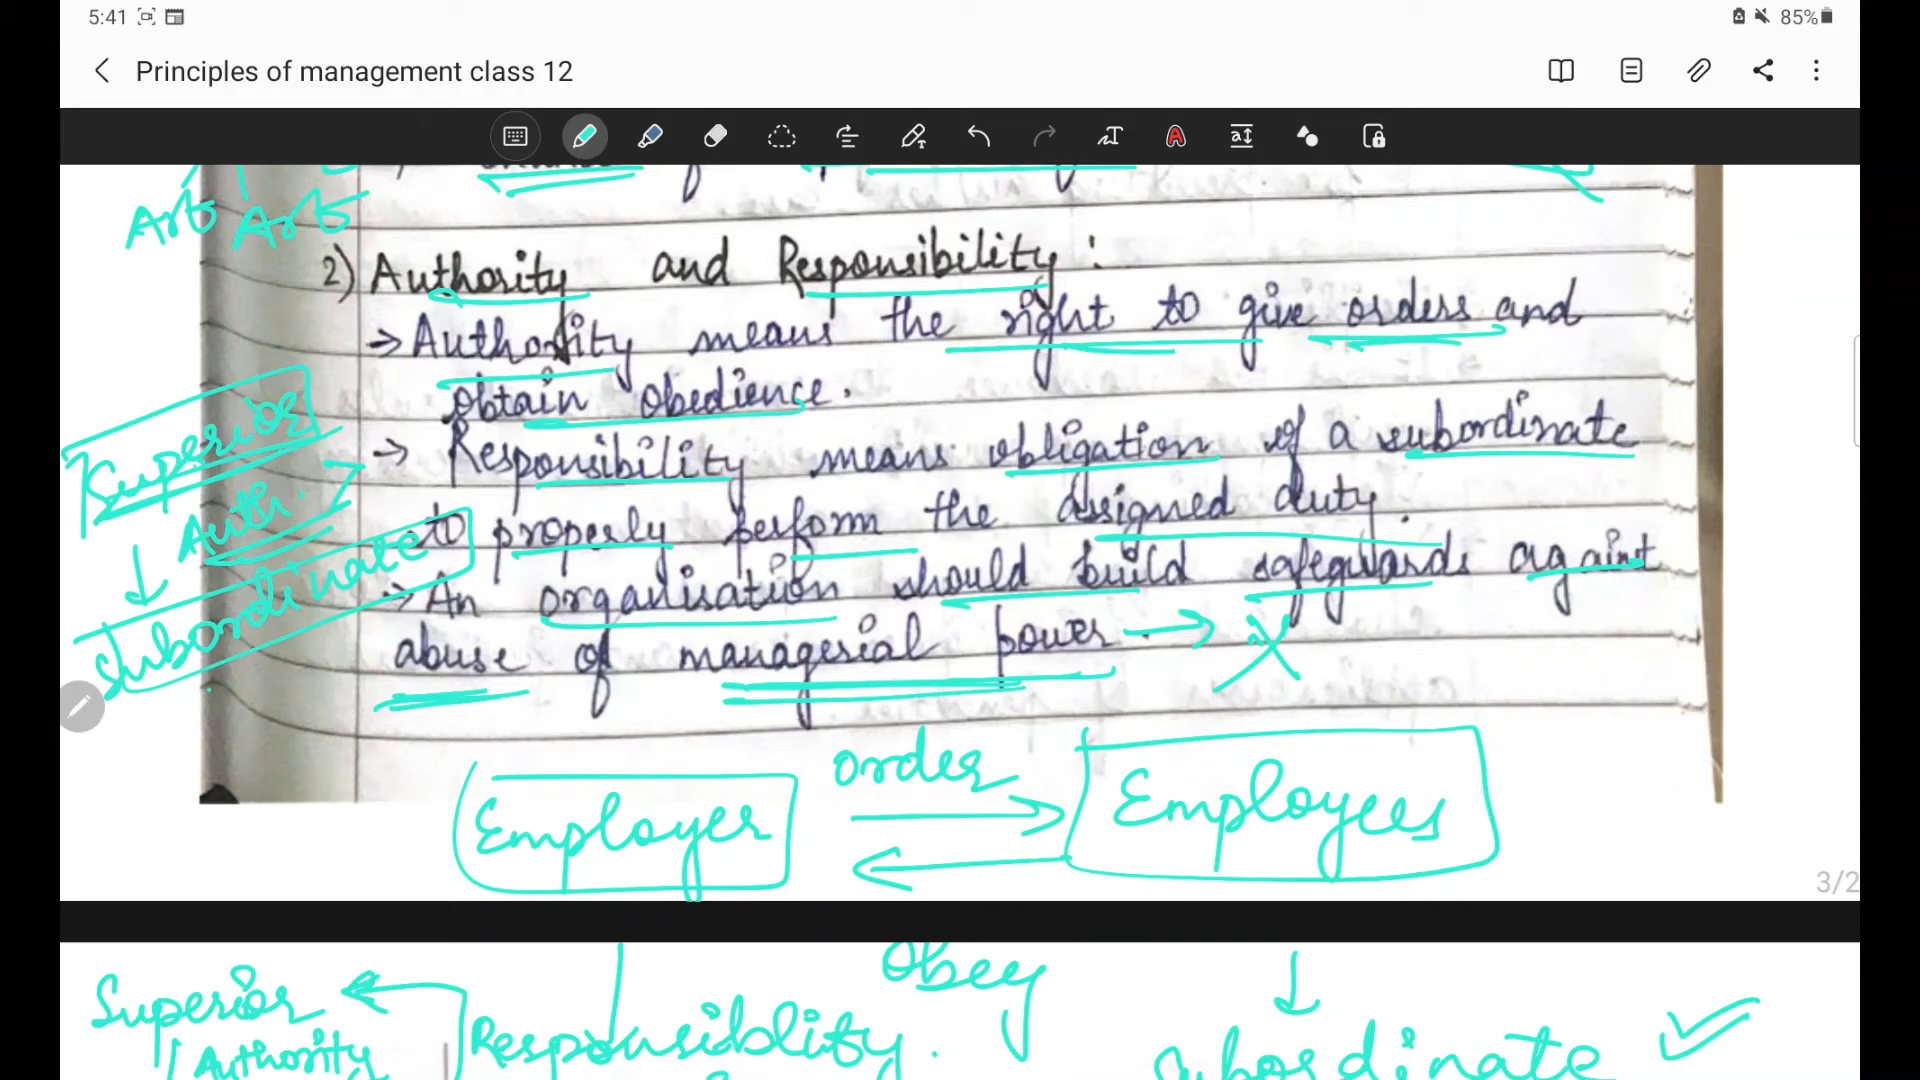 5:41
85%
Principles of management class 12
Art Art
2) Authority and Responsibility :
→ Authority means the right to give orders and
obtain obedience.
→ Responsibility means obligation of a subordinate
to properly perform the assigned duty.
→ An organisation should build safeguards against
abuse of managerial power →X
Superior
Auth.
↓
Subordinate
Employer
order
Employees
3/2
Obey
Superior
Authority
Responsiblity.
Subordinate